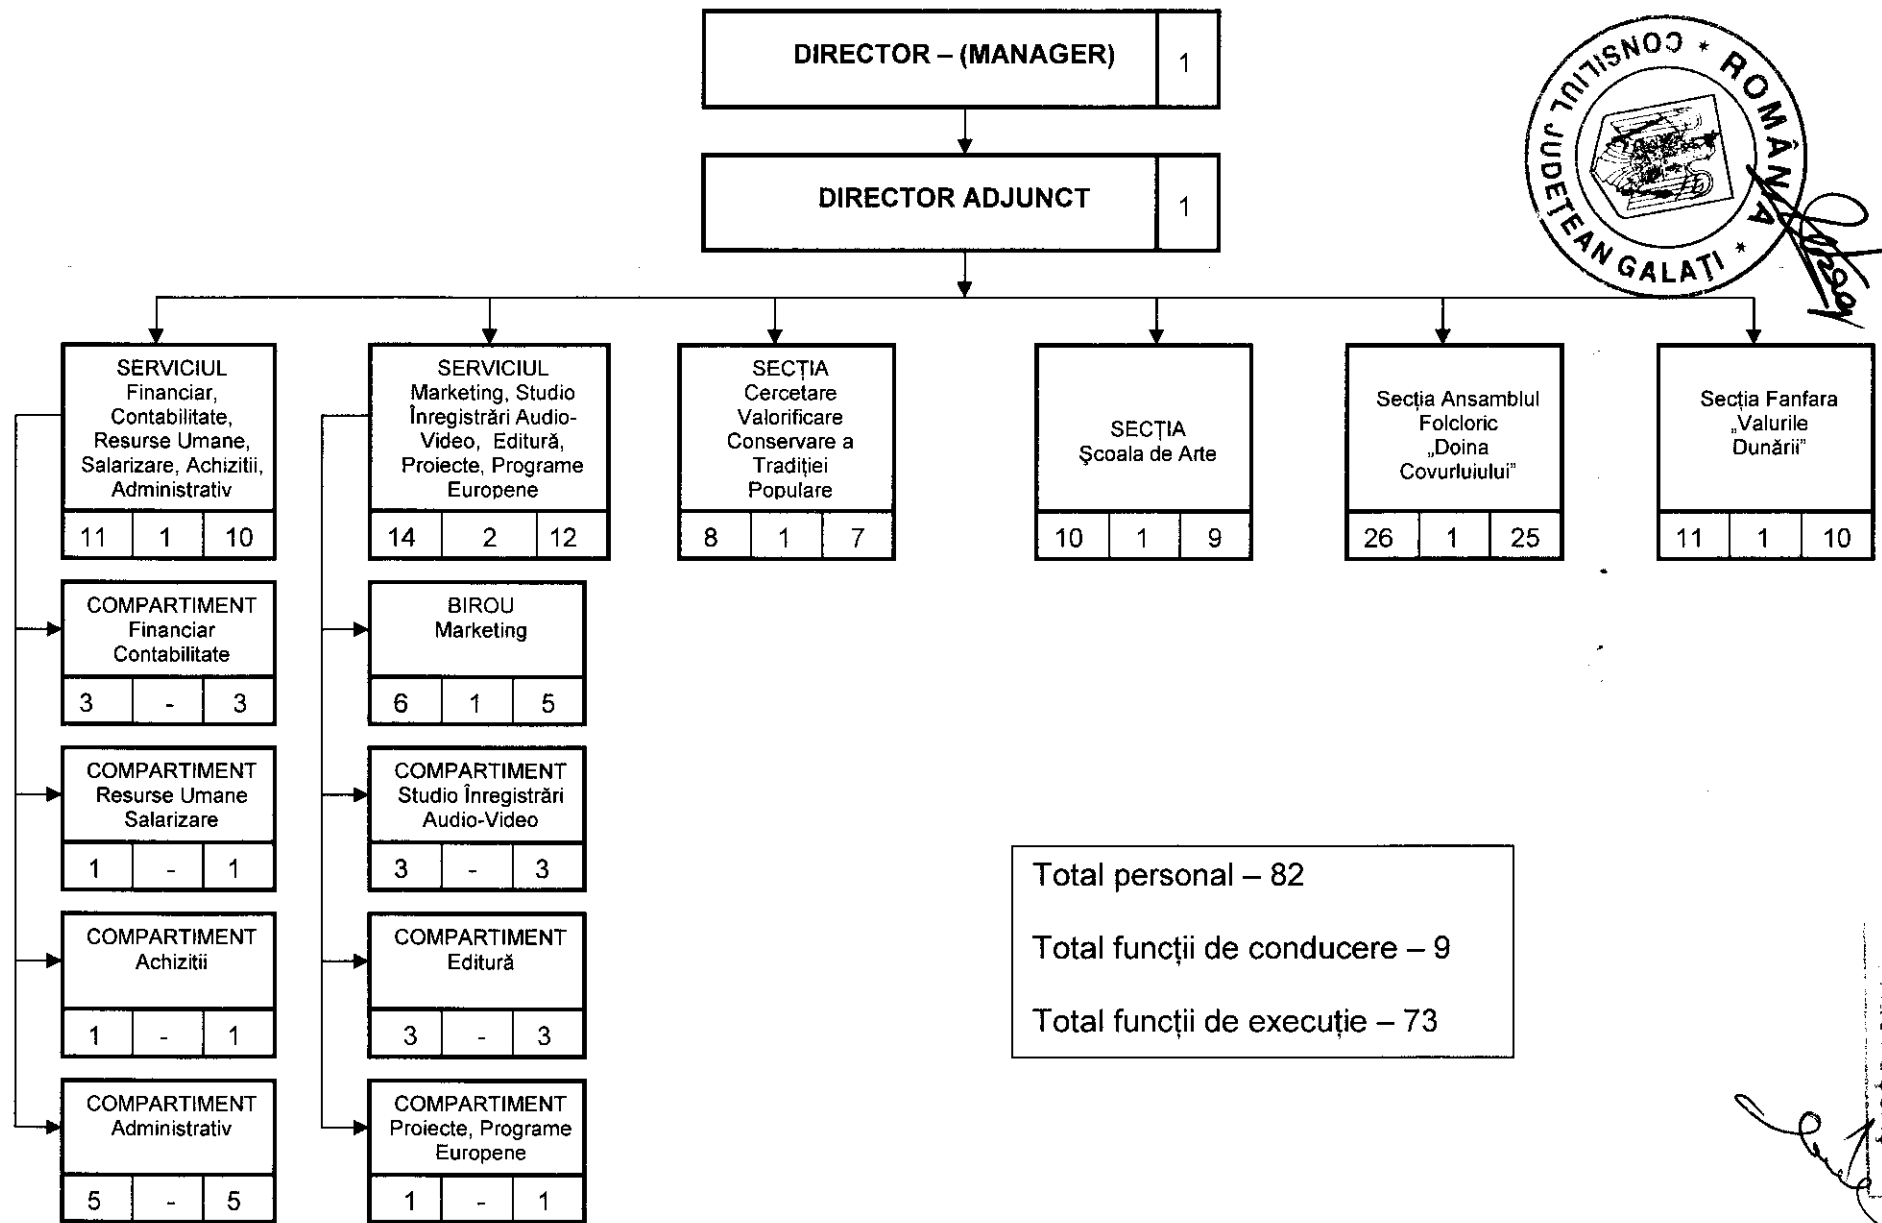 DIRECTOR – (MANAGER) 1
DIRECTOR ADJUNCT 1
CONSILIUL JUDEȚEAN GALAȚI * ROMÂNIA *
SERVICIUL
Financiar,
Contabilitate,
Resurse Umane,
Salarizare, Achizitii,
Administrativ
11 1 10
SERVICIUL
Marketing, Studio
Înregistrări Audio-
Video, Editură,
Proiecte, Programe
Europene
14 2 12
SECȚIA
Cercetare
Valorificare
Conservare a
Tradiției
Populare
8 1 7
SECȚIA
Şcoala de Arte
10 1 9
Secția Ansamblul
Folcloric
„Doina
Covurluiului”
26 1 25
Secția Fanfara
„Valurile
Dunării”
11 1 10
COMPARTIMENT
Financiar
Contabilitate
3 - 3
COMPARTIMENT
Resurse Umane
Salarizare
1 - 1
COMPARTIMENT
Achizitii
1 - 1
COMPARTIMENT
Administrativ
5 - 5
BIROU
Marketing
6 1 5
COMPARTIMENT
Studio Înregistrări
Audio-Video
3 - 3
COMPARTIMENT
Editură
3 - 3
COMPARTIMENT
Proiecte, Programe
Europene
1 - 1
Total personal – 82
Total funcții de conducere – 9
Total funcții de execuție – 73